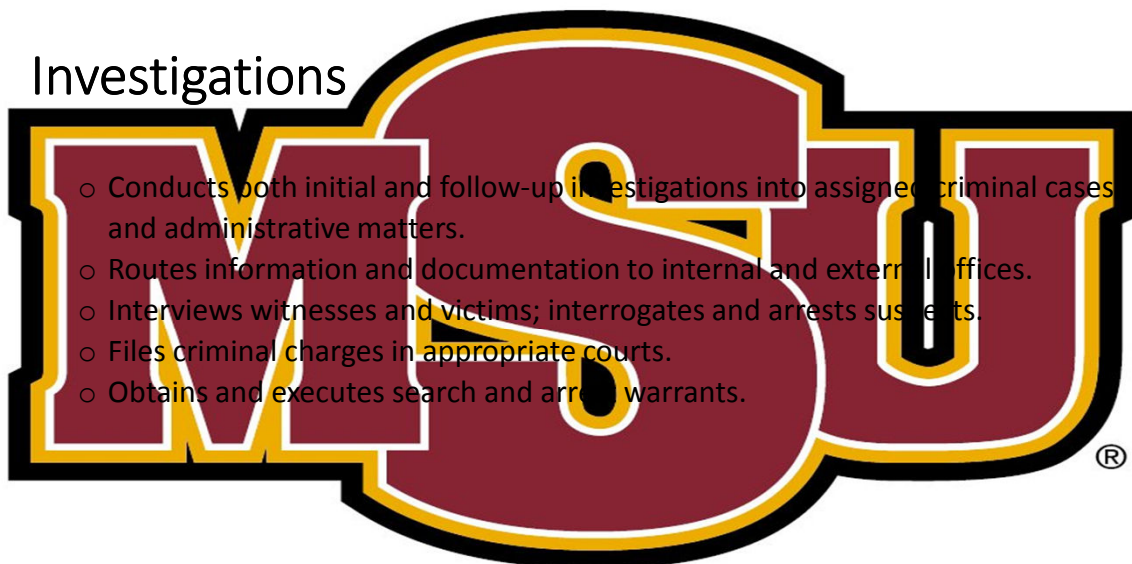 Investigations
MSU
○ Conducts both initial and follow-up investigations into assigned criminal cases
and administrative matters.
○ Routes information and documentation to internal and external offices.
○ Interviews witnesses and victims; interrogates and arrests suspects.
○ Files criminal charges in appropriate courts.
○ Obtains and executes search and arrest warrants.
®